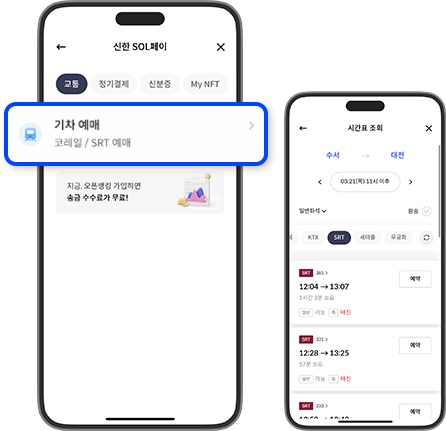 신한 SOL페이
교통 정기결제 신분증 My NFT
기차 예매
코레일 / SRT 예매
지금, 오픈뱅킹 가입하면
송금 수수료가 무료!
시간표 조회
수서 → 대전
03.21(목) 11시 이후
일반좌석
환승
KTX SRT 새마을 무궁화
SRT 341
예약
12:04 → 13:07
1시간 3분 소요
일반 가능 특 매진
SRT 331
예약
12:28 → 13:25
57분 소요
일반 가능 특 매진
SRT